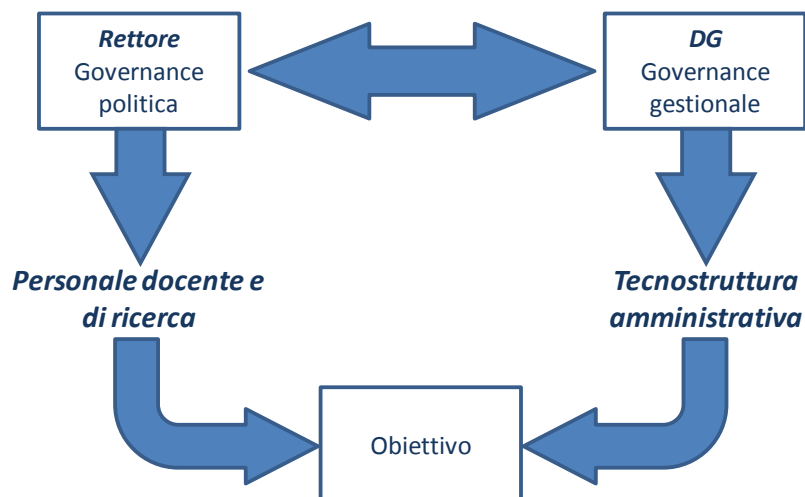 Rettore
Governance
politica
DG
Governance
gestionale
Personale docente e
di ricerca
Tecnostruttura
amministrativa
Obiettivo